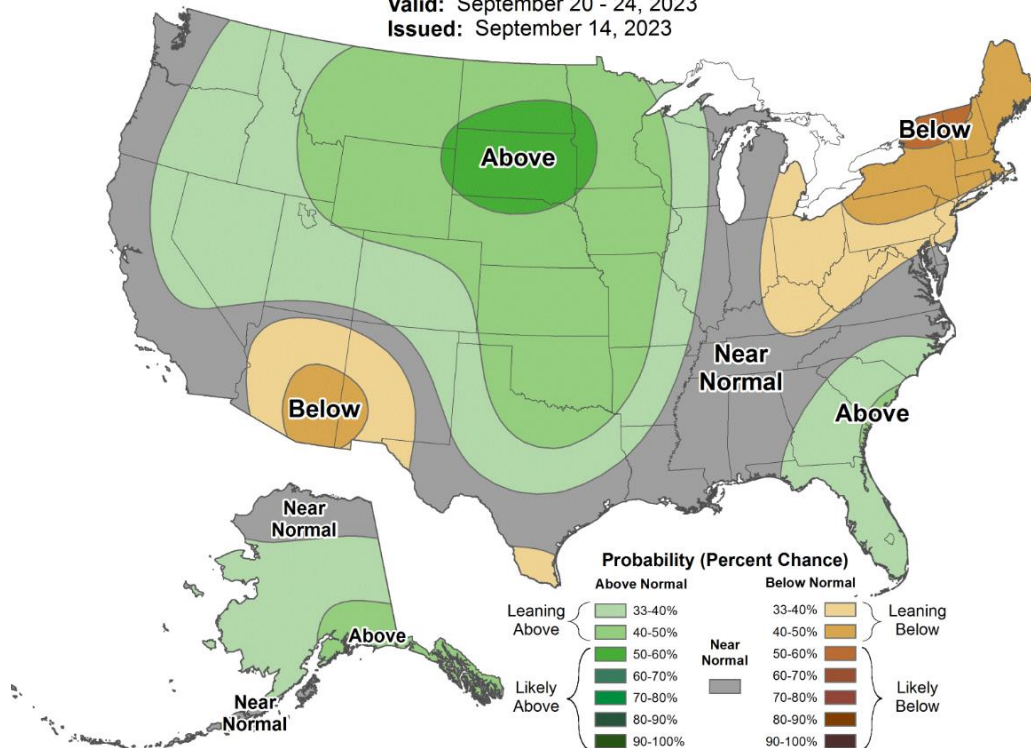 Valid: September 20 - 24, 2023
Issued: September 14, 2023
Above
Below
Near
Normal
Below
Above
Near
Normal
Above
Near
Normal
Probability (Percent Chance)
Above Normal
Below Normal
Leaning
Above
33-40%
40-50%
50-60%
60-70%
70-80%
80-90%
90-100%
Likely
Above
Near
Normal
33-40%
40-50%
50-60%
60-70%
70-80%
80-90%
90-100%
Leaning
Below
Likely
Below